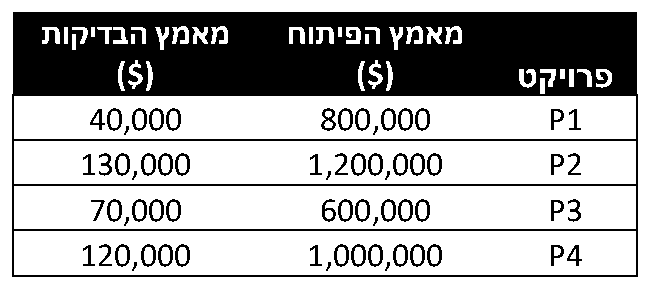 פרויקט מאמץ הפיתוח ($) מאמץ הבדיקות ($)
P1 800,000 40,000
P2 1,200,000 130,000
P3 600,000 70,000
P4 1,000,000 120,000